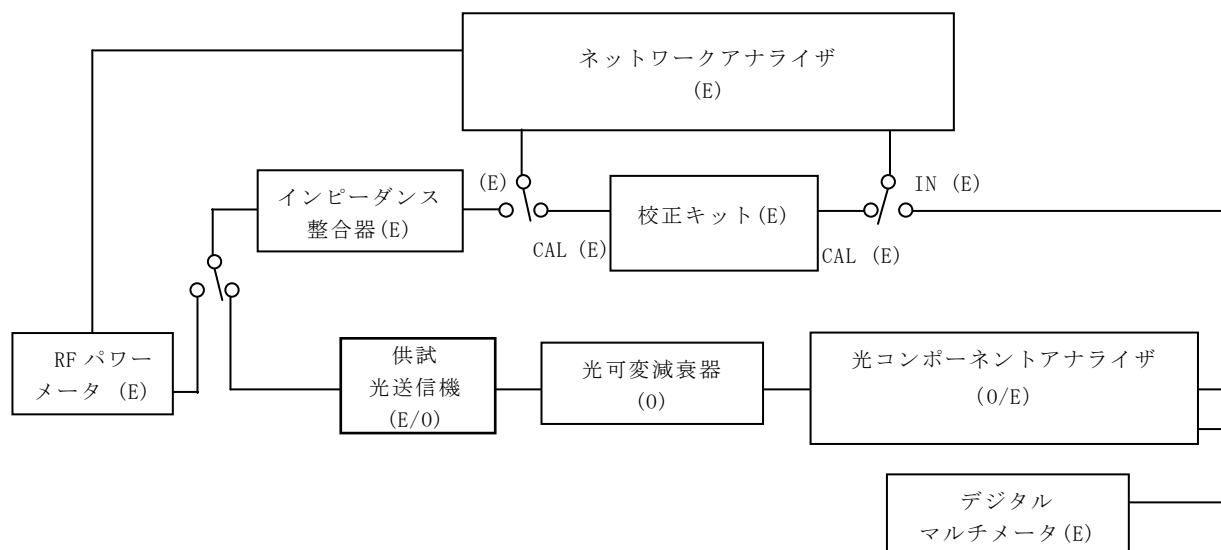 ネットワークアナライザ
(E)
インピーダンス
整合器(E)
(E)
CAL (E)
校正キット(E)
IN (E)
CAL (E)
RF パワー
メータ (E)
供試
光送信機
(E/O)
光可変減衰器
(O)
光コンポーネントアナライザ
(O/E)
デジタル
マルチメータ(E)